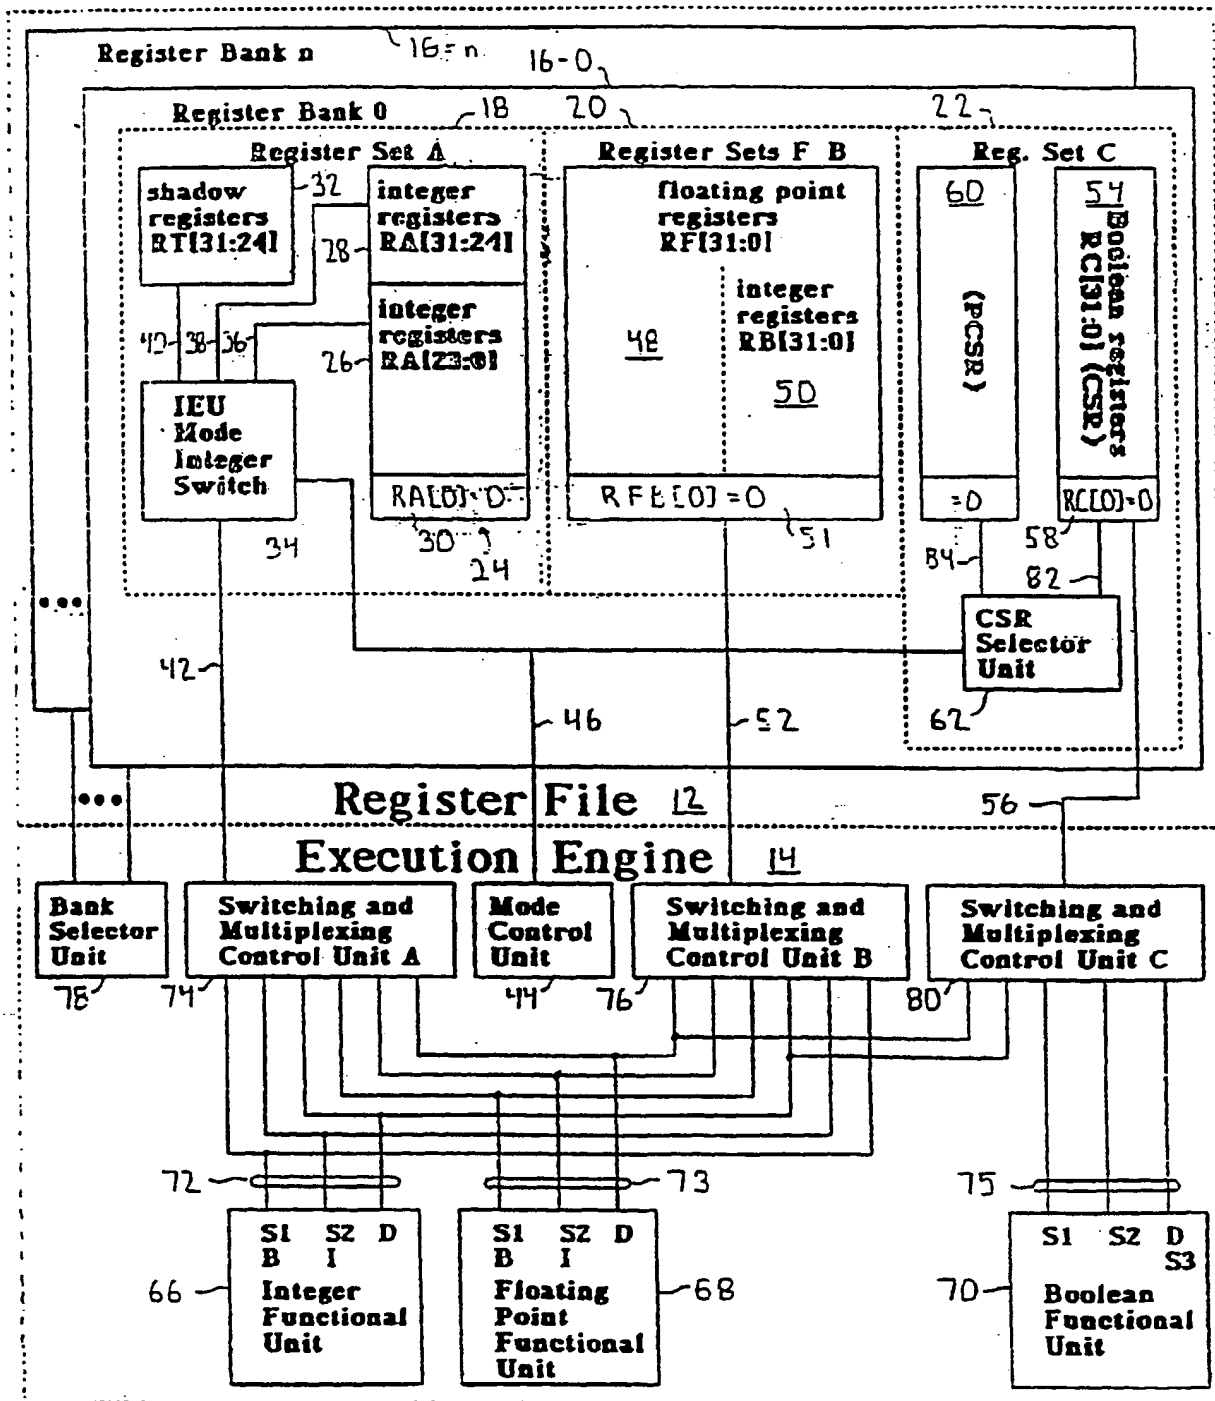 Register Bank n
16-n
16-0
Register Bank 0
18
20
22
Register Set A
Register Sets F B
Reg. Set C
shadow
registers
RT[31:24]
32
integer
registers
RA[31:24]
28
floating point
registers
RF[31:0]
60
(PCSR)
54
Boolean registers
RC[31:0] (CSR)
40
38
36
integer
registers
RA[23:0]
26
48
integer
registers
RB[31:0]
50
IEU
Mode
Integer
Switch
34
RA[0]=0
30
24
RFB[0]=0
51
=0
RC[0]=0
58
84
82
CSR
Selector
Unit
62
•••
42
46
52
56
•••
Register File 12
Execution Engine 14
Bank
Selector
Unit
78
Switching and
Multiplexing
Control Unit A
74
Mode
Control
Unit
44
Switching and
Multiplexing
Control Unit B
76
Switching and
Multiplexing
Control Unit C
80
72
73
75
S1 S2 D
B I
Integer
Functional
Unit
66
S1 S2 D
B I
Floating
Point
Functional
Unit
68
S1 S2 D
S3
Boolean
Functional
Unit
70